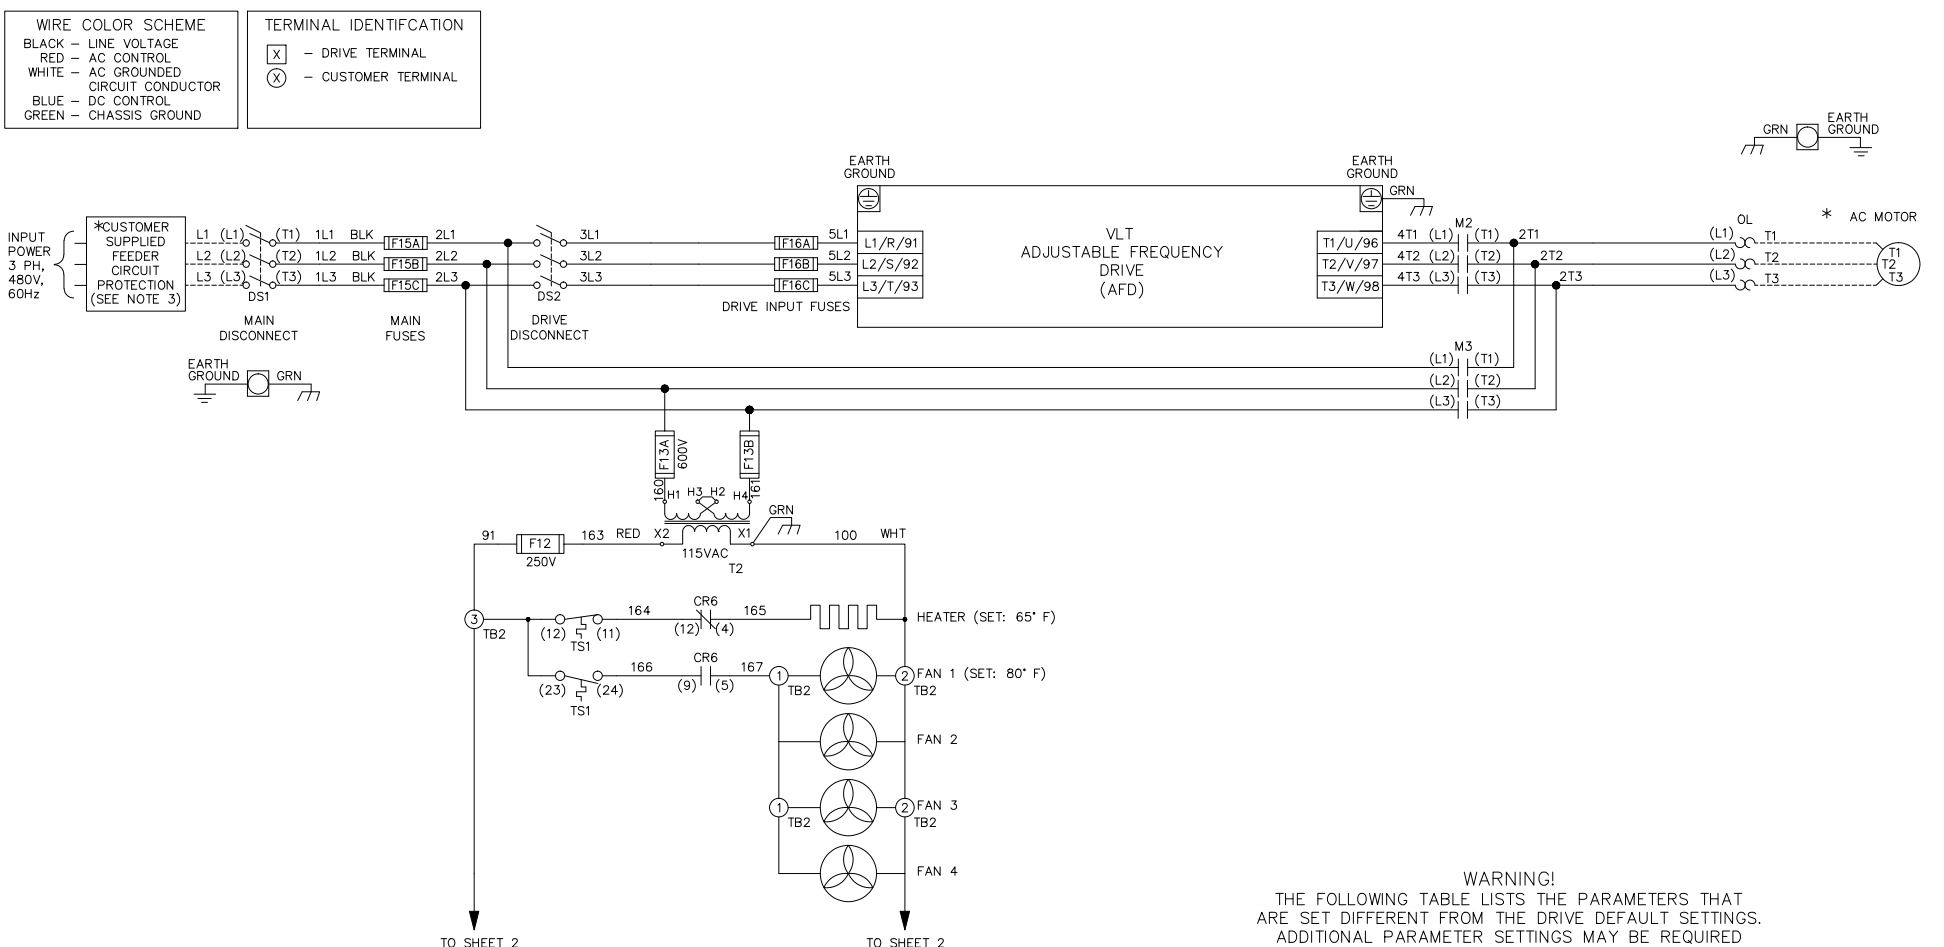 WIRE COLOR SCHEME
BLACK – LINE VOLTAGE
RED – AC CONTROL
WHITE – AC GROUNDED
CIRCUIT CONDUCTOR
BLUE – DC CONTROL
GREEN – CHASSIS GROUND
TERMINAL IDENTIFCATION
X – DRIVE TERMINAL
X – CUSTOMER TERMINAL
GRN
EARTH
GROUND
INPUT
POWER
3 PH,
480V,
60Hz
*CUSTOMER
SUPPLIED
FEEDER
CIRCUIT
PROTECTION
(SEE NOTE 3)
L1 (L1) (T1) 1L1 BLK F15A 2L1 3L1 F16A 5L1 L1/R/91
L2 (L2) (T2) 1L2 BLK F15B 2L2 3L2 F16B 5L2 L2/S/92
L3 (L3) (T3) 1L3 BLK F15C 2L3 3L3 F16C 5L3 L3/T/93
DS1
MAIN
DISCONNECT
MAIN
FUSES
DS2
DRIVE
DISCONNECT
DRIVE INPUT FUSES
EARTH
GROUND
EARTH
GROUND
GRN
VLT
ADJUSTABLE FREQUENCY
DRIVE
(AFD)
M2
T1/U/96 4T1 (L1) (T1) 2T1
T2/V/97 4T2 (L2) (T2) 2T2
T3/W/98 4T3 (L3) (T3) 2T3
OL
(L1) T1
(L2) T2
(L3) T3
* AC MOTOR
T1
T2
T3
EARTH
GROUND GRN
M3
(L1) (T1)
(L2) (T2)
(L3) (T3)
F13A
600V
F13B
160
161
H1 H3 H2 H4
GRN
91 F12 163 RED X2 X1 100 WHT
250V
115VAC
T2
3
TB2
CR6
164 165
(12) (11) (12) (4)
TS1
HEATER (SET: 65° F)
CR6
166 167
(23) (24) (9) (5)
TS1
1
TB2
2
TB2
FAN 1 (SET: 80° F)
FAN 2
1
TB2
2
TB2
FAN 3
FAN 4
TO SHEET 2
TO SHEET 2
WARNING!
THE FOLLOWING TABLE LISTS THE PARAMETERS THAT
ARE SET DIFFERENT FROM THE DRIVE DEFAULT SETTINGS.
ADDITIONAL PARAMETER SETTINGS MAY BE REQUIRED